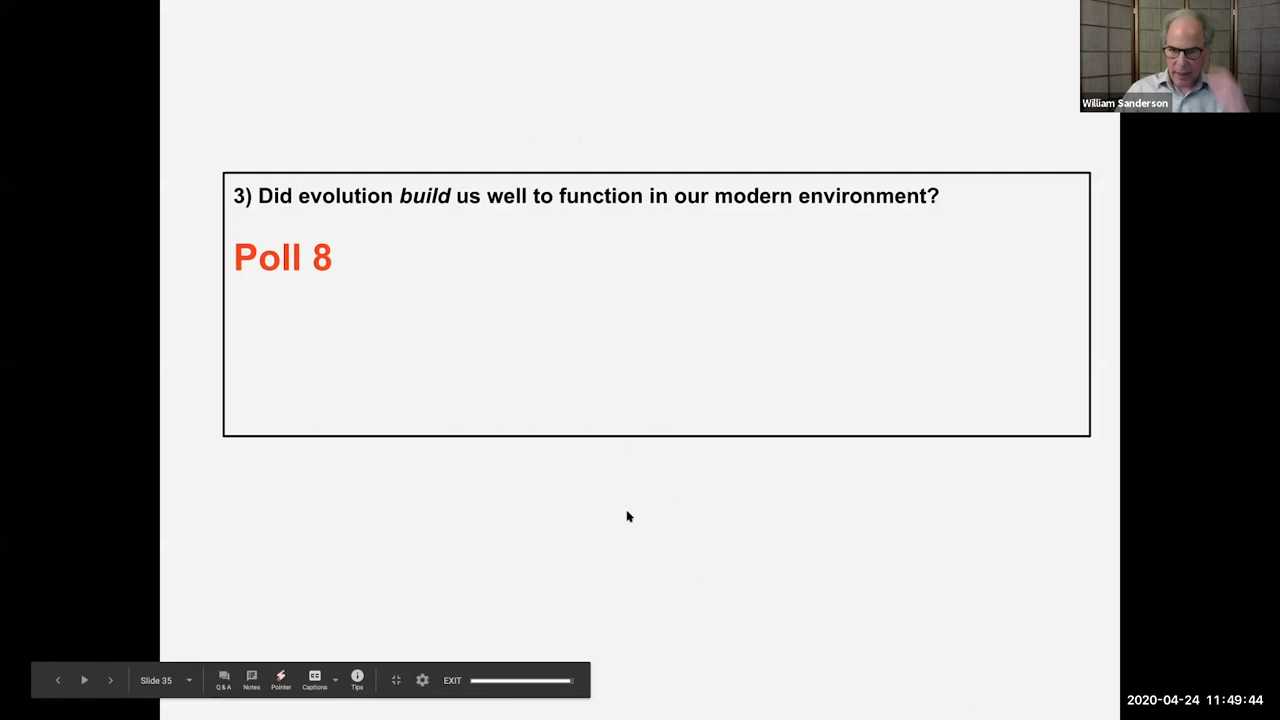 William Sanderson
3) Did evolution build us well to function in our modern environment?
Poll 8
Slide 35
Q & A
Notes
Pointer
Captions
Tips
EXIT
2020-04-24 11:49:44